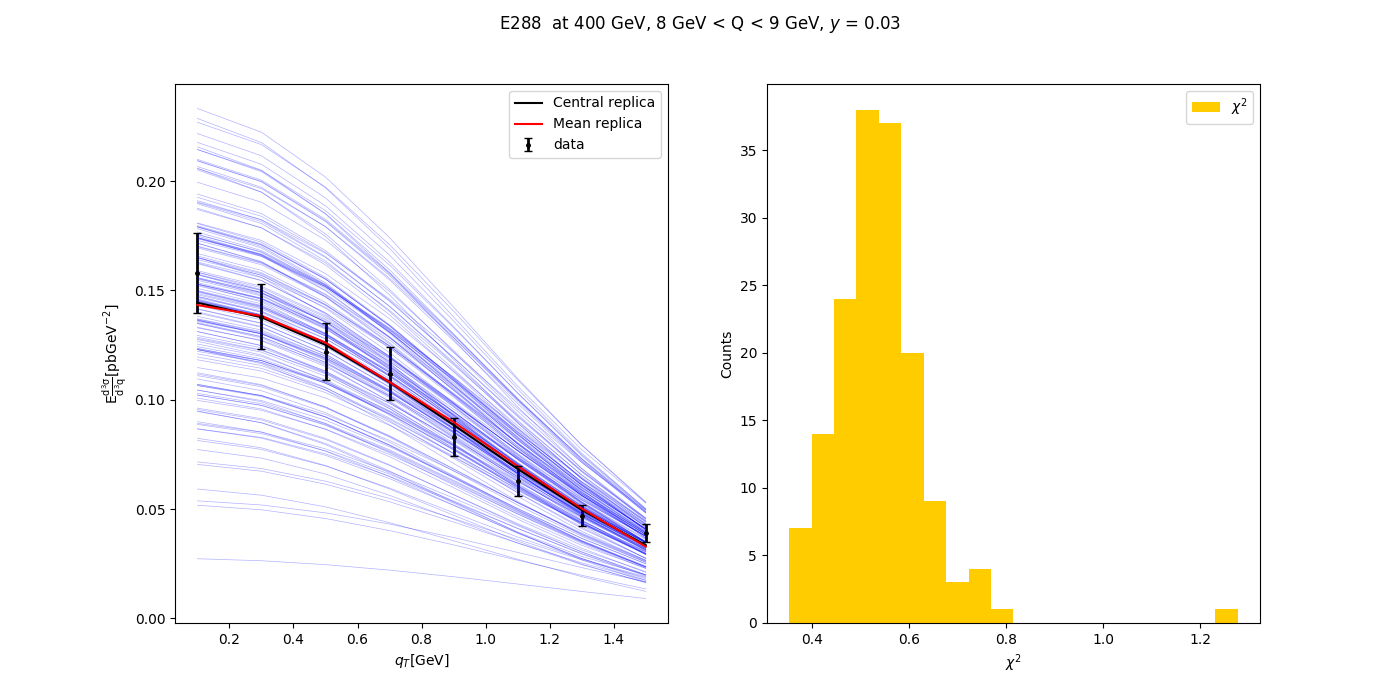 E288  at 400 GeV, 8 GeV < Q < 9 GeV, y = 0.03
Central replica
Mean replica
data
E d³σ/d³q [pbGeV⁻²]
0.20
0.15
0.10
0.05
0.00
0.2 0.4 0.6 0.8 1.0 1.2 1.4
q_T[GeV]
χ²
Counts
35
30
25
20
15
10
5
0
0.4 0.6 0.8 1.0 1.2
χ²